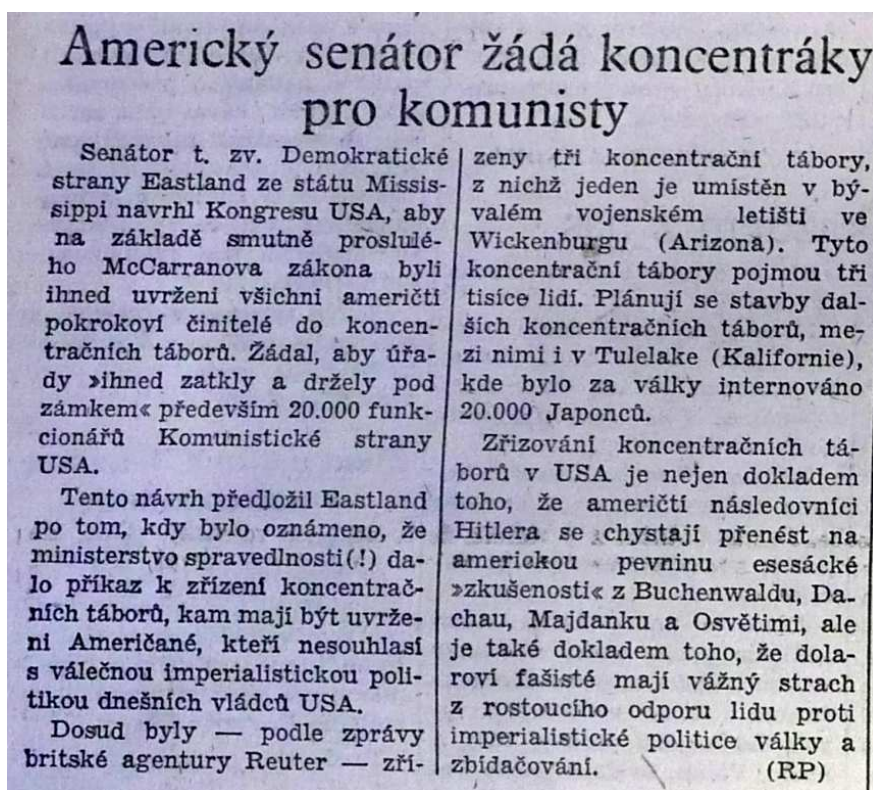 Americký senátor žádá koncentráky
pro komunisty
Senátor t. zv. Demokratické
strany Eastland ze státu Missis-
sippi navrhl Kongresu USA, aby
na základě smutně proslulé-
ho McCarranova zákona byli
ihned uvrženi všichni američtí
pokrokoví činitelé do koncen-
tračních táborů. Žádal, aby úřa-
dy »ihned zatkly a držely pod
zámkem« především 20.000 funk-
cionářů Komunistické strany
USA.
Tento návrh předložil Eastland
po tom, kdy bylo oznámeno, že
ministerstvo spravedlnosti(!) da-
lo příkaz k zřízení koncentrač-
ních táborů, kam mají být uvrže-
ni Američané, kteří nesouhlasí
s válečnou imperialistickou poli-
tikou dnešních vládců USA.
Dosud byly — podle zprávy
britské agentury Reuter — zří-
zeny tři koncentrační tábory,
z nichž jeden je umístěn v bý-
valém vojenském letišti ve
Wickenburgu (Arizona). Tyto
koncentrační tábory pojmou tři
tisíce lidí. Plánují se stavby dal-
ších koncentračních táborů, me-
zi nimi i v Tulelake (Kalifornie),
kde bylo za války internováno
20.000 Japonců.
Zřizování koncentračních tá-
borů v USA je nejen dokladem
toho, že američtí následovníci
Hitlera se chystají přenést na
americkou pevninu esesácké
»zkušenosti« z Buchenwaldu, Da-
chau, Majdanku a Osvětimi, ale
je také dokladem toho, že dola-
roví fašisté mají vážný strach
z rostoucího odporu lidu proti
imperialistické politice války a
zbídačování. (RP)